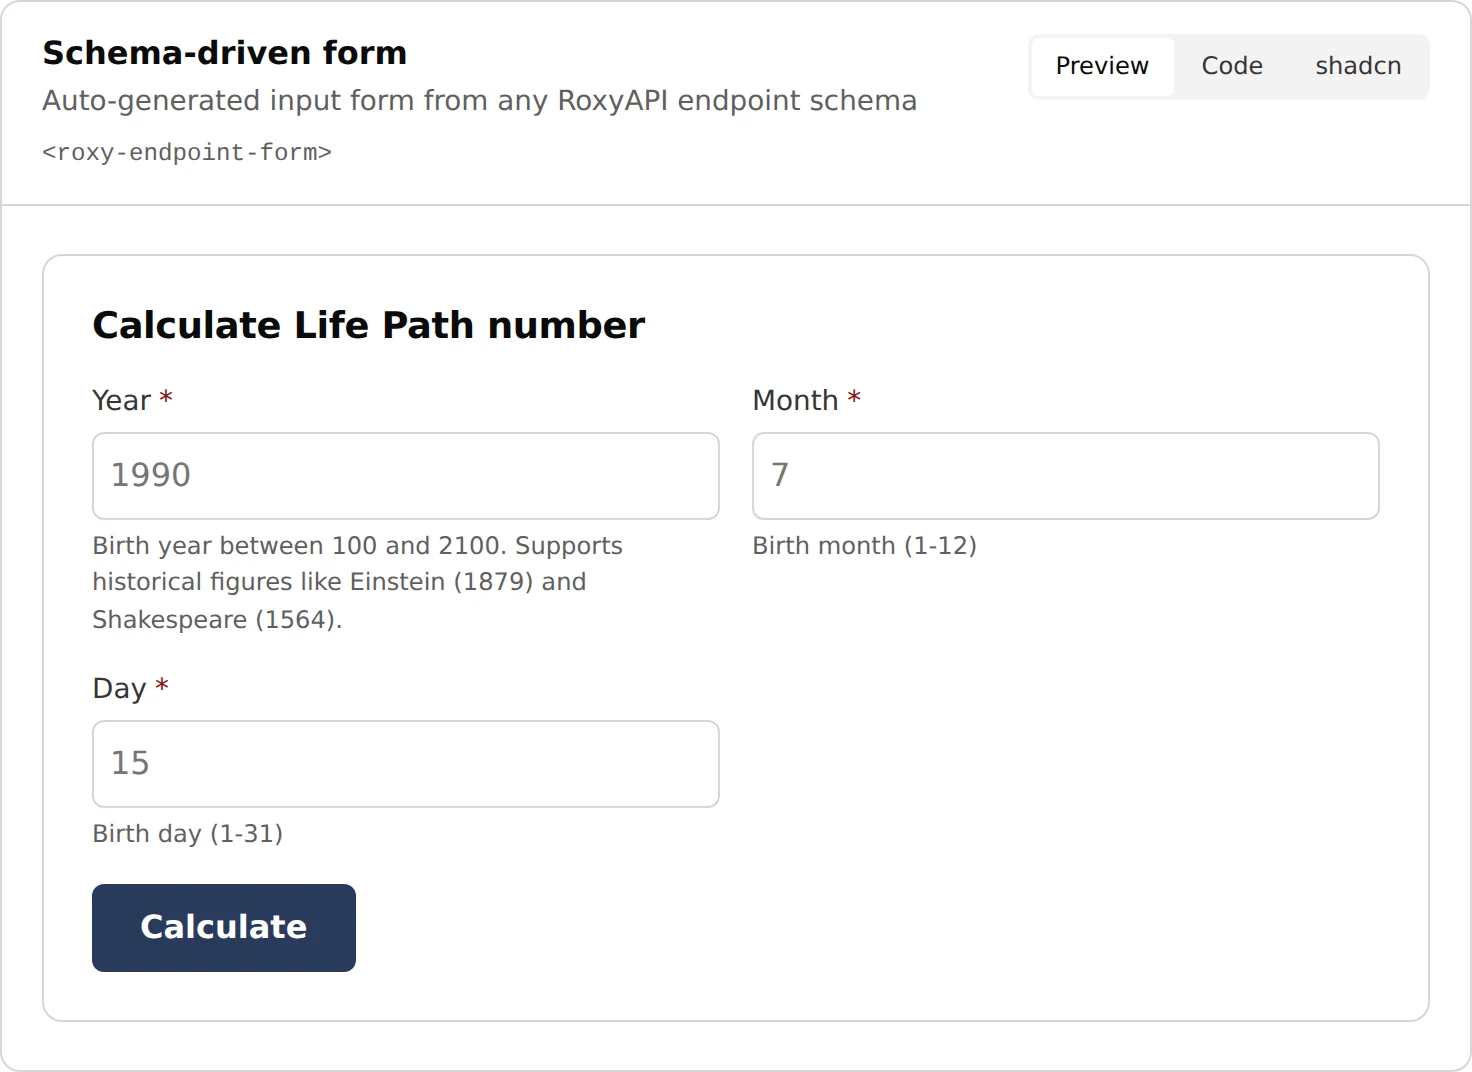 Schema-driven form
Preview Code shadcn
Auto-generated input form from any RoxyAPI endpoint schema
<roxy-endpoint-form>
Calculate Life Path number
Year *
1990
Birth year between 100 and 2100. Supports
historical figures like Einstein (1879) and
Shakespeare (1564).
Month *
7
Birth month (1-12)
Day *
15
Birth day (1-31)
Calculate